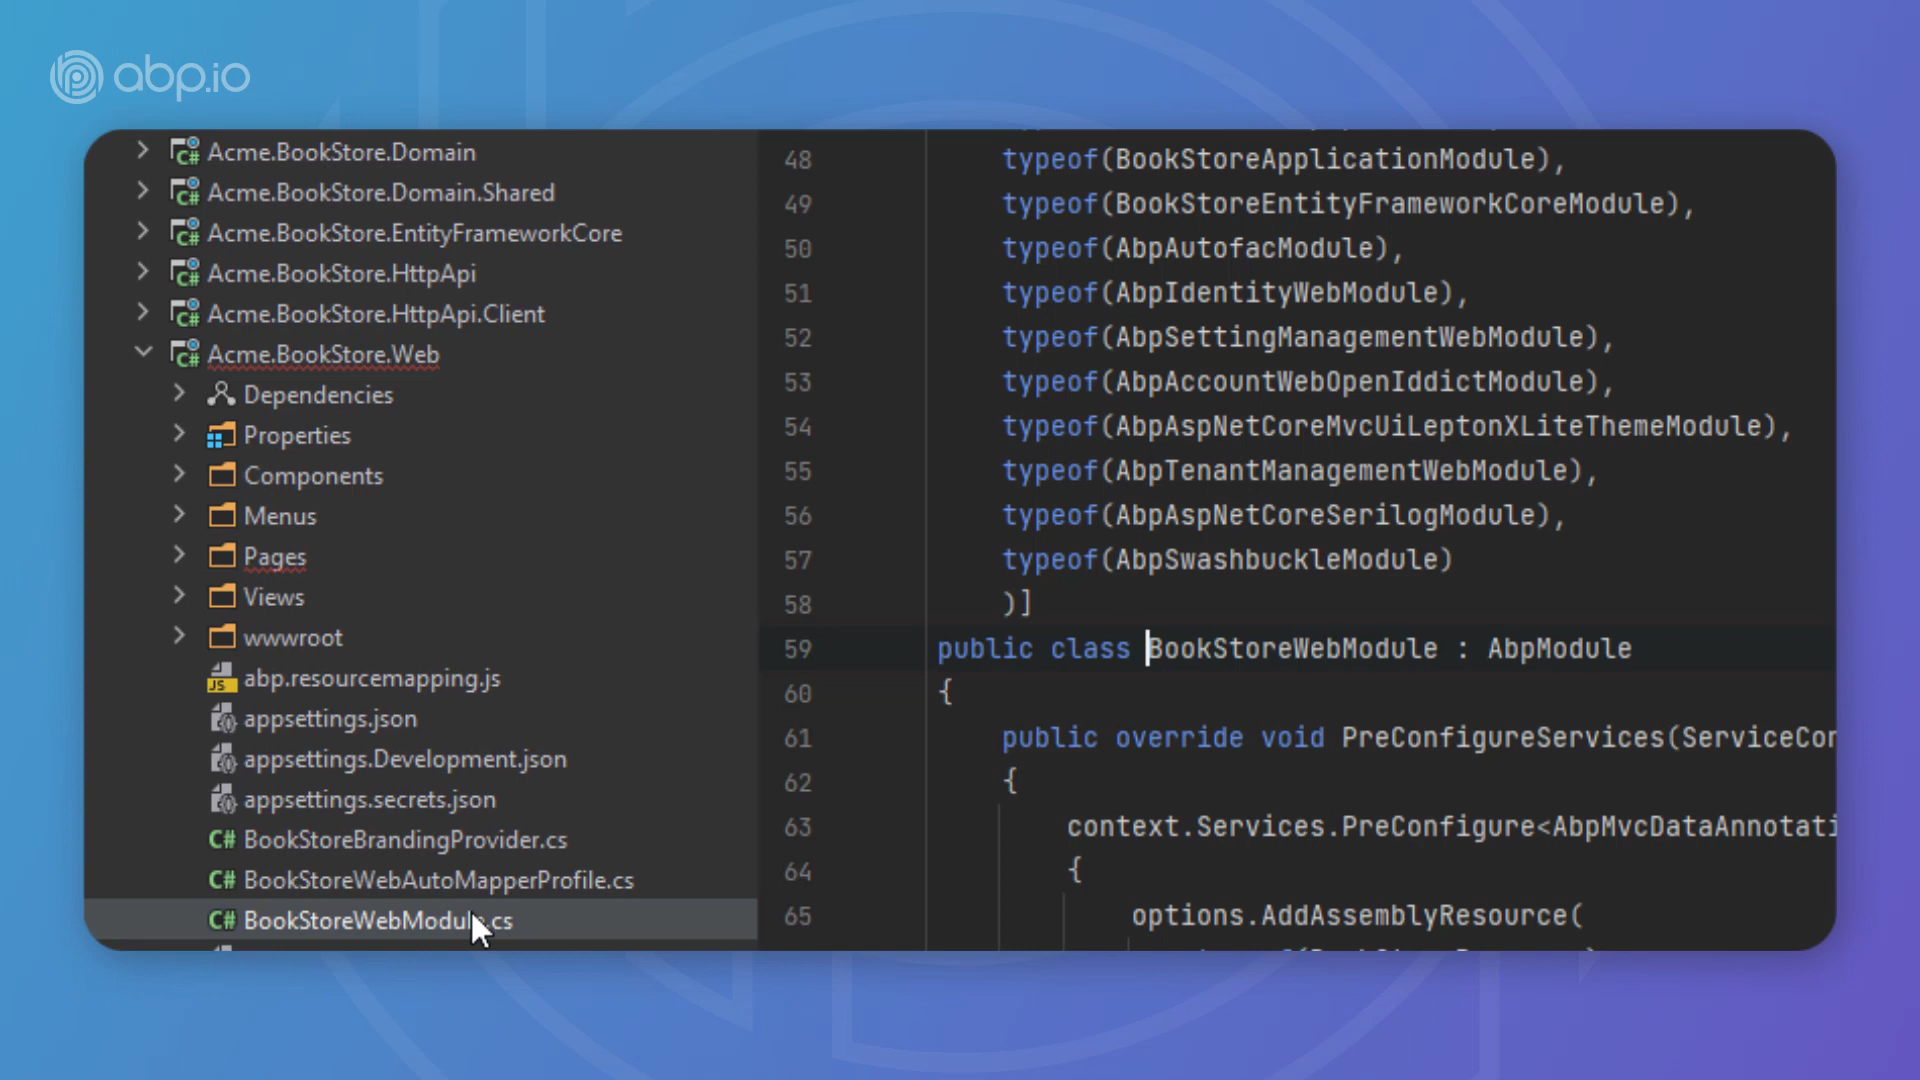 abp.io
Acme.BookStore.Domain
Acme.BookStore.Domain.Shared
Acme.BookStore.EntityFrameworkCore
Acme.BookStore.HttpApi
Acme.BookStore.HttpApi.Client
Acme.BookStore.Web
Dependencies
Properties
Components
Menus
Pages
Views
wwwroot
abp.resourcemapping.js
appsettings.json
appsettings.Development.json
appsettings.secrets.json
C# BookStoreBrandingProvider.cs
C# BookStoreWebAutoMapperProfile.cs
C# BookStoreWebModule.cs
48 typeof(BookStoreApplicationModule),
49 typeof(BookStoreEntityFrameworkCoreModule),
50 typeof(AbpAutofacModule),
51 typeof(AbpIdentityWebModule),
52 typeof(AbpSettingManagementWebModule),
53 typeof(AbpAccountWebOpenIddictModule),
54 typeof(AbpAspNetCoreMvcUiLeptonXLiteThemeModule),
55 typeof(AbpTenantManagementWebModule),
56 typeof(AbpAspNetCoreSerilogModule),
57 typeof(AbpSwashbuckleModule)
58 )]
59 public class BookStoreWebModule : AbpModule
60 {
61 public override void PreConfigureServices(ServiceCon
62 {
63 context.Services.PreConfigure<AbpMvcDataAnnotati
64 {
65 options.AddAssemblyResource(